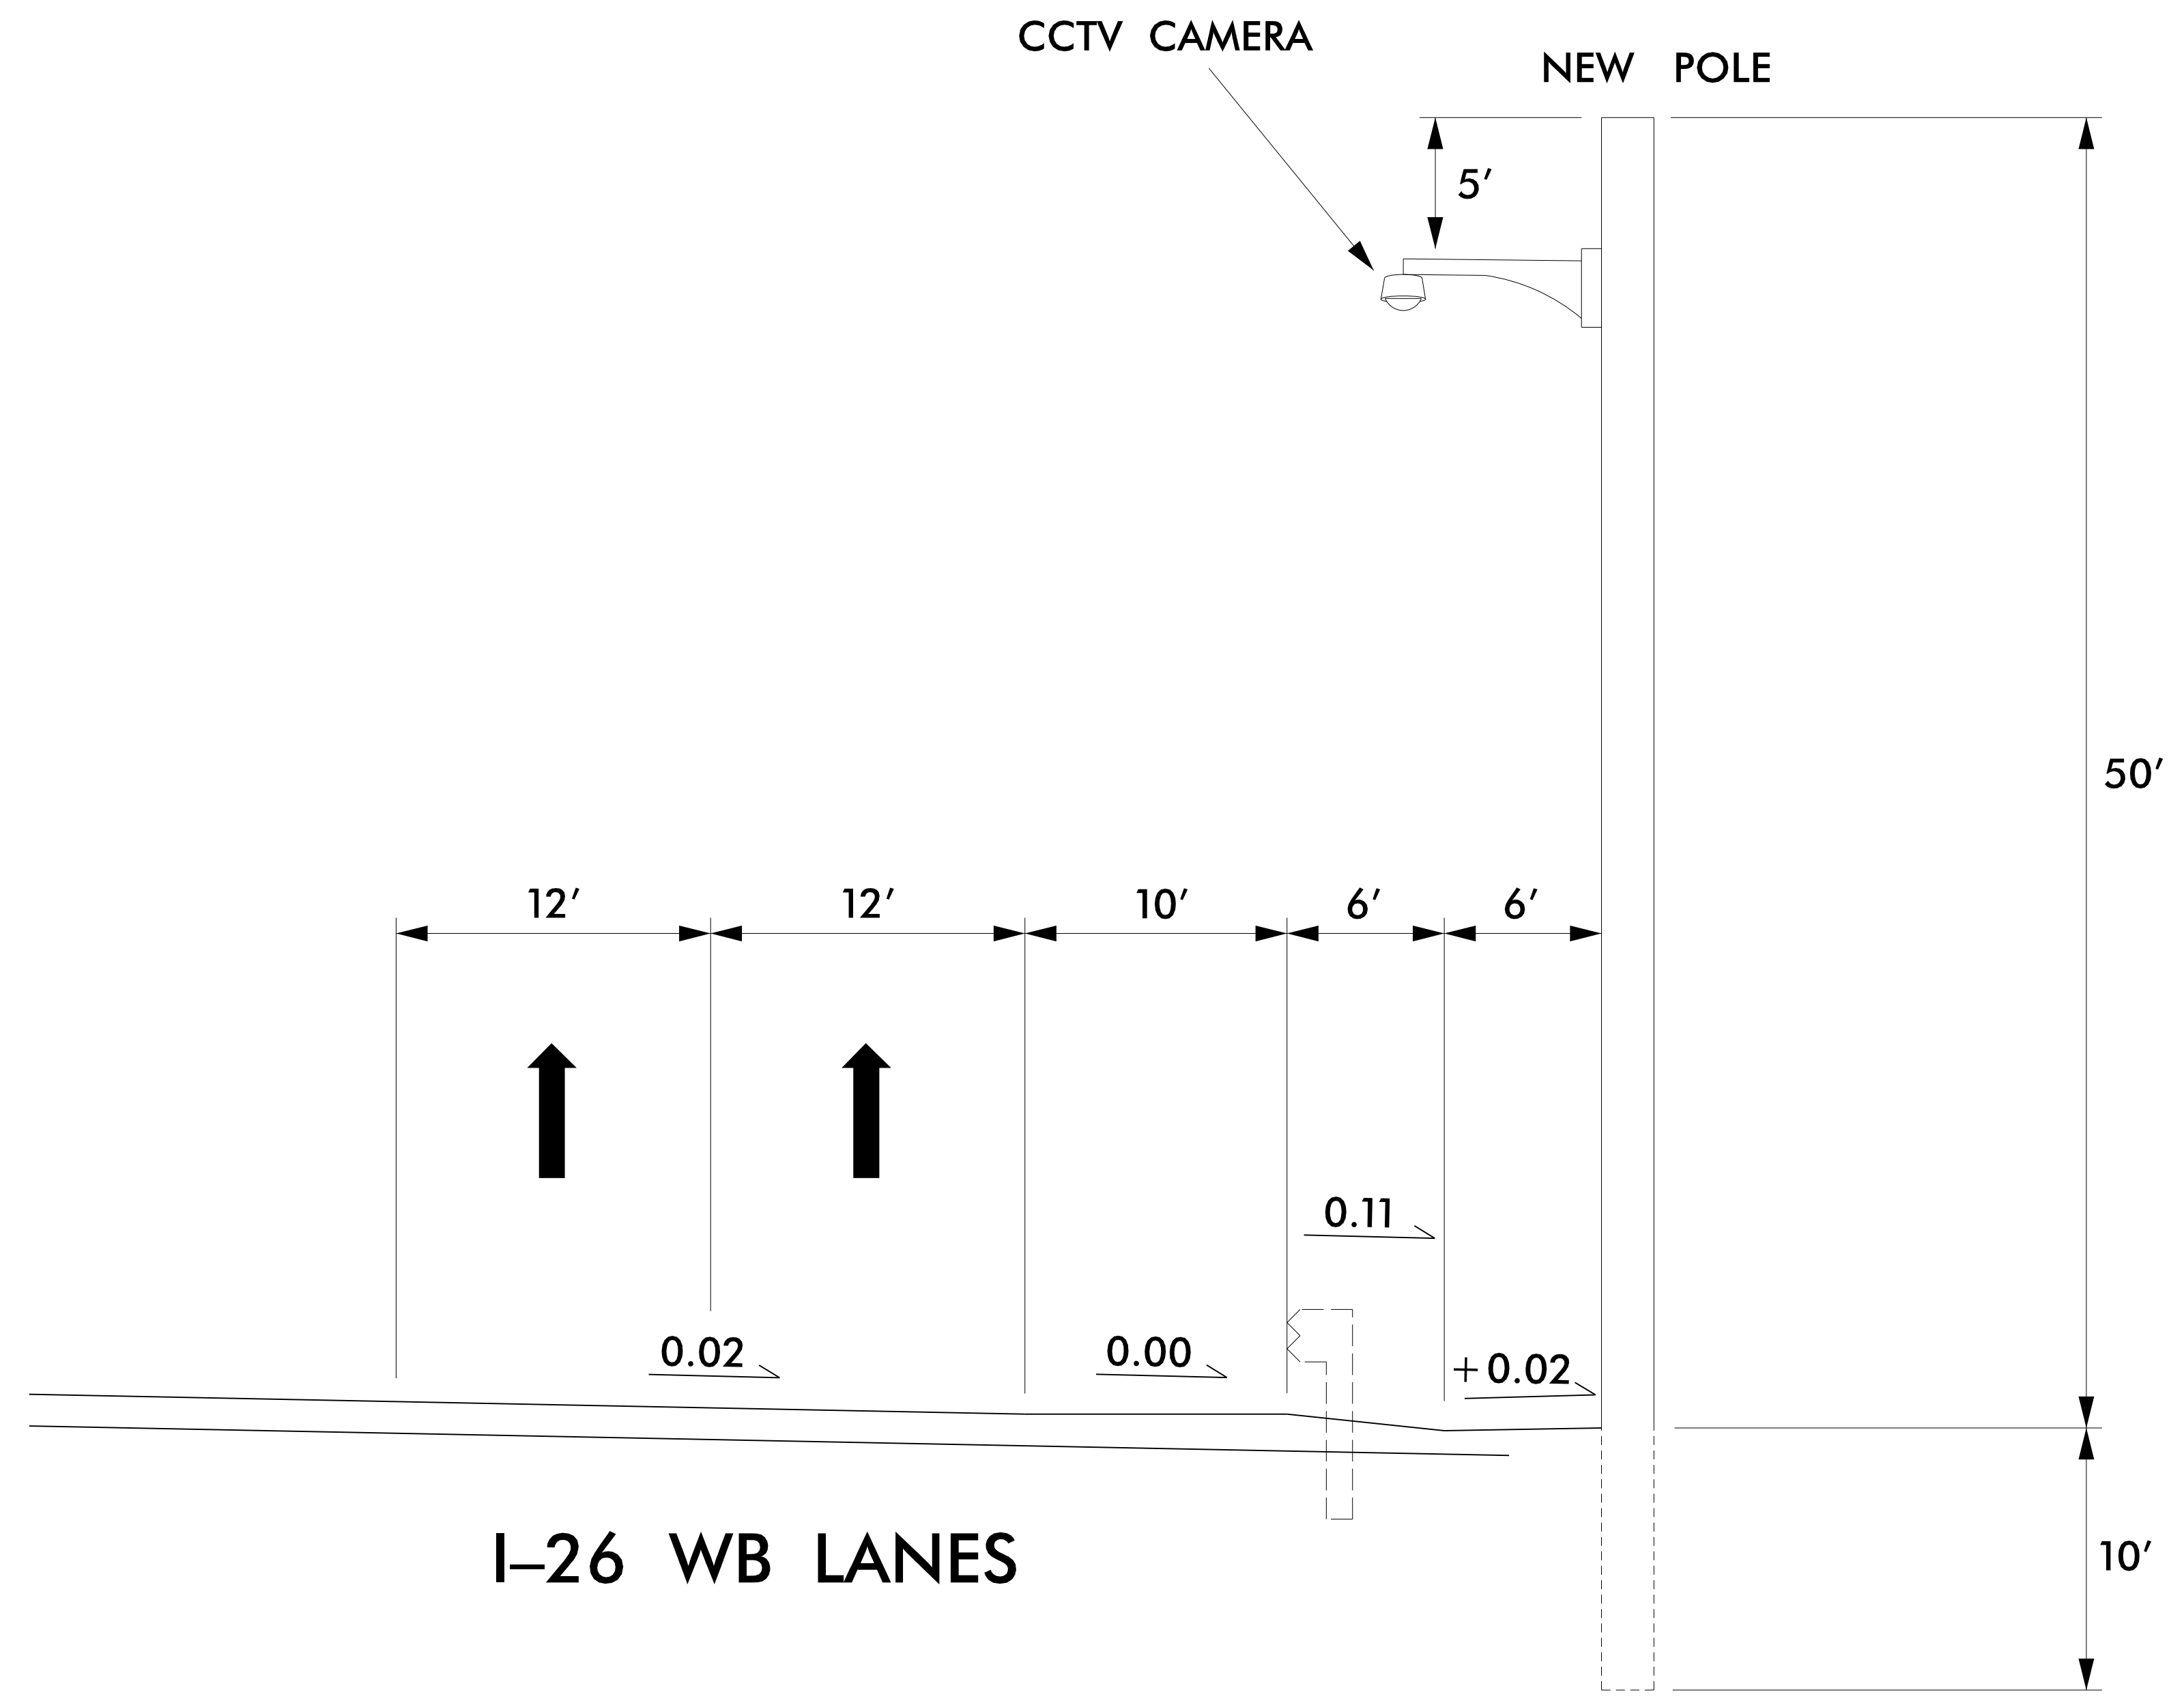 CCTV CAMERA
NEW POLE
5'
50'
12' 12' 10' 6' 6'
0.11
0.02 0.00 +0.02
I-26 WB LANES
10'